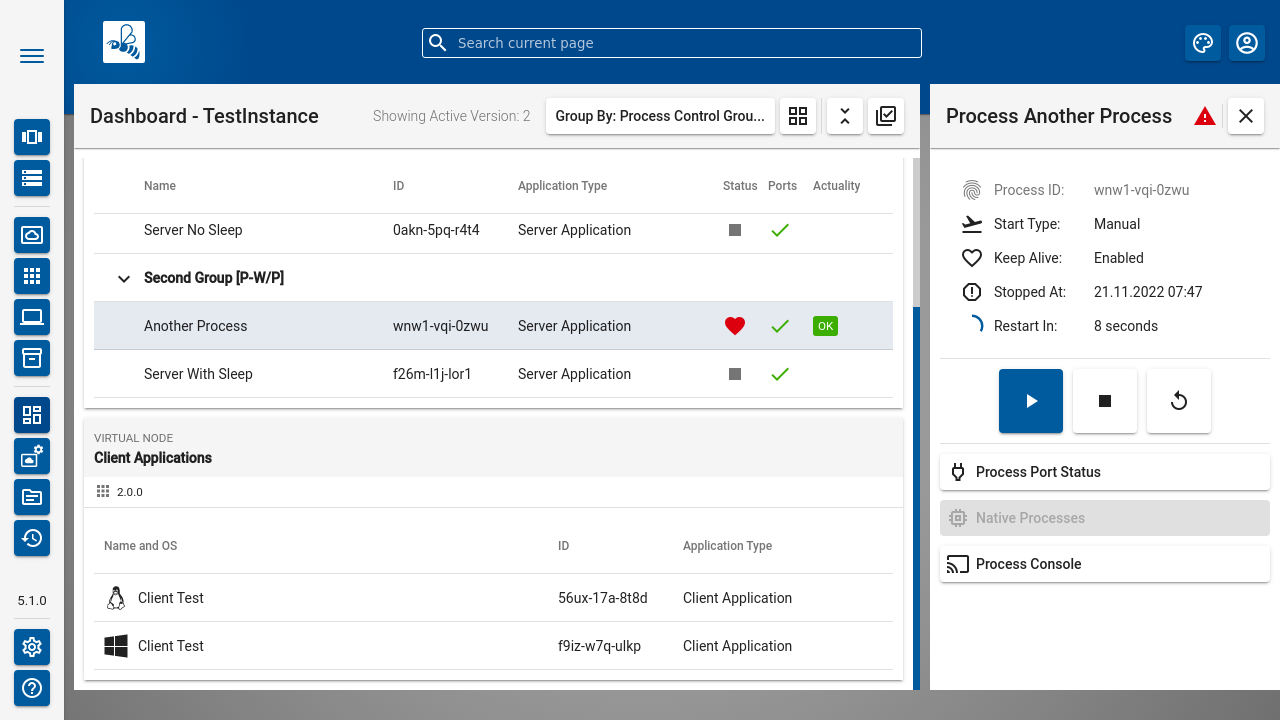 Search current page
Dashboard - TestInstance
Showing Active Version: 2
Group By: Process Control Grou...
Name ID Application Type Status Ports Actuality
Server No Sleep 0akn-5pq-r4t4 Server Application
Second Group [P-W/P]
Another Process wnw1-vqi-0zwu Server Application OK
Server With Sleep f26m-l1j-lor1 Server Application
VIRTUAL NODE
Client Applications
2.0.0
Name and OS ID Application Type
Client Test 56ux-17a-8t8d Client Application
Client Test f9iz-w7q-ulkp Client Application
Process Another Process
Process ID: wnw1-vqi-0zwu
Start Type: Manual
Keep Alive: Enabled
Stopped At: 21.11.2022 07:47
Restart In: 8 seconds
Process Port Status
Native Processes
Process Console
5.1.0